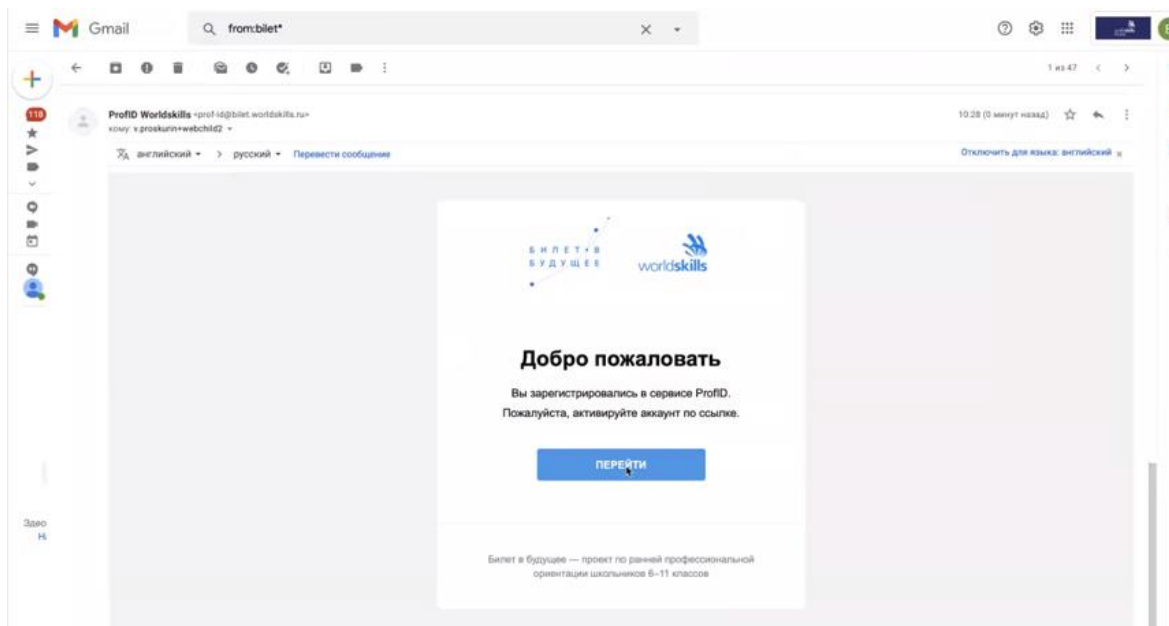 Gmail
from:bilet*
1 из 47
118
ProfID Worldskills <prof-id@bilet.worldskills.ru>
10:28 (0 минут назад)
кому: v.proskurin+webchild2
английский > русский Перевести сообщение
Отключить для языка: английский x
БИЛЕТ В
БУДУЩЕЕ
worldskills
Добро пожаловать
Вы зарегистрировались в сервисе ProfID.
Пожалуйста, активируйте аккаунт по ссылке.
ПЕРЕЙТИ
Здесь
Билет в будущее — проект по ранней профессиональной
ориентации школьников 6–11 классов